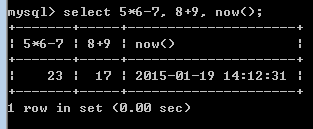 mysql> select 5*6-7, 8+9, now();
+-------+-----+---------------------+
| 5*6-7 | 8+9 | now()               |
+-------+-----+---------------------+
|    23 |  17 | 2015-01-19 14:12:31 |
+-------+-----+---------------------+
1 row in set (0.00 sec)